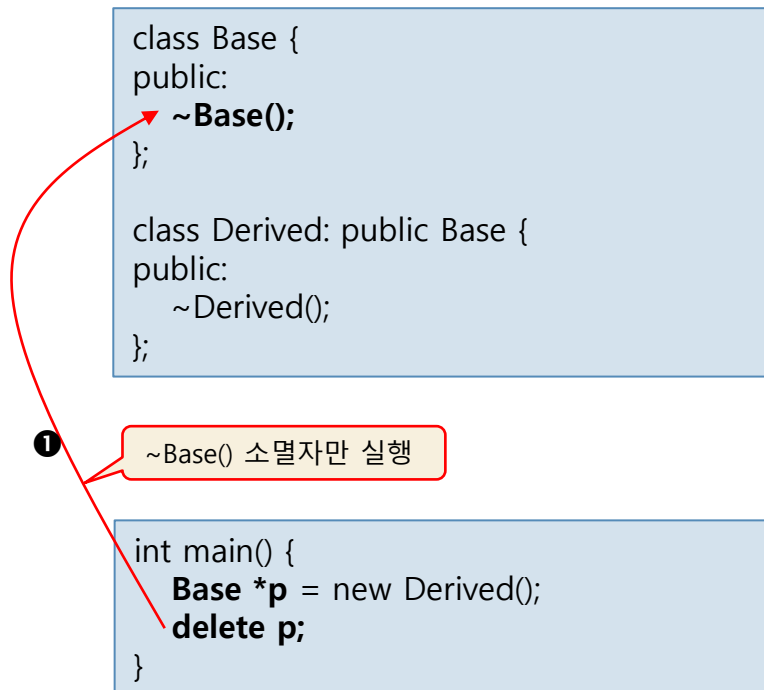 class Base {
public:
~Base();
};
class Derived: public Base {
public:
~Derived();
};
❶
~Base() 소멸자만 실행
int main() {
Base *p = new Derived();
delete p;
}